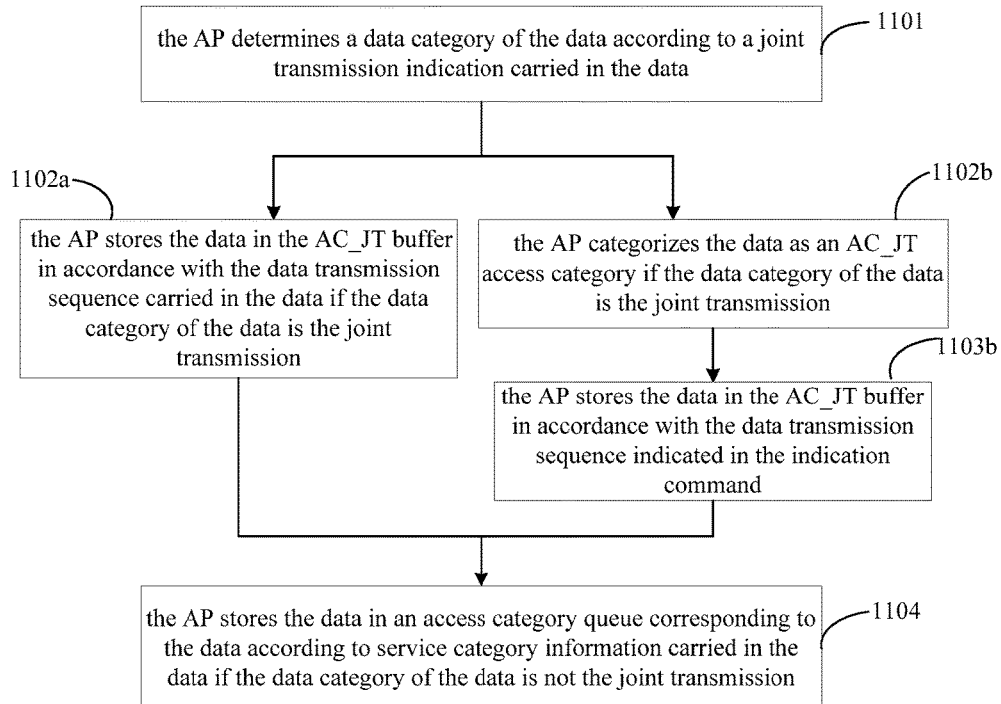 the AP determines a data category of the data according to a joint
transmission indication carried in the data
1101
1102a
the AP stores the data in the AC_JT buffer
in accordance with the data transmission
sequence carried in the data if the data
category of the data is the joint
transmission
1102b
the AP categorizes the data as an AC_JT
access category if the data category of the data
is the joint transmission
1103b
the AP stores the data in the AC_JT buffer
in accordance with the data transmission
sequence indicated in the indication
command
the AP stores the data in an access category queue corresponding to
the data according to service category information carried in the
data if the data category of the data is not the joint transmission
1104